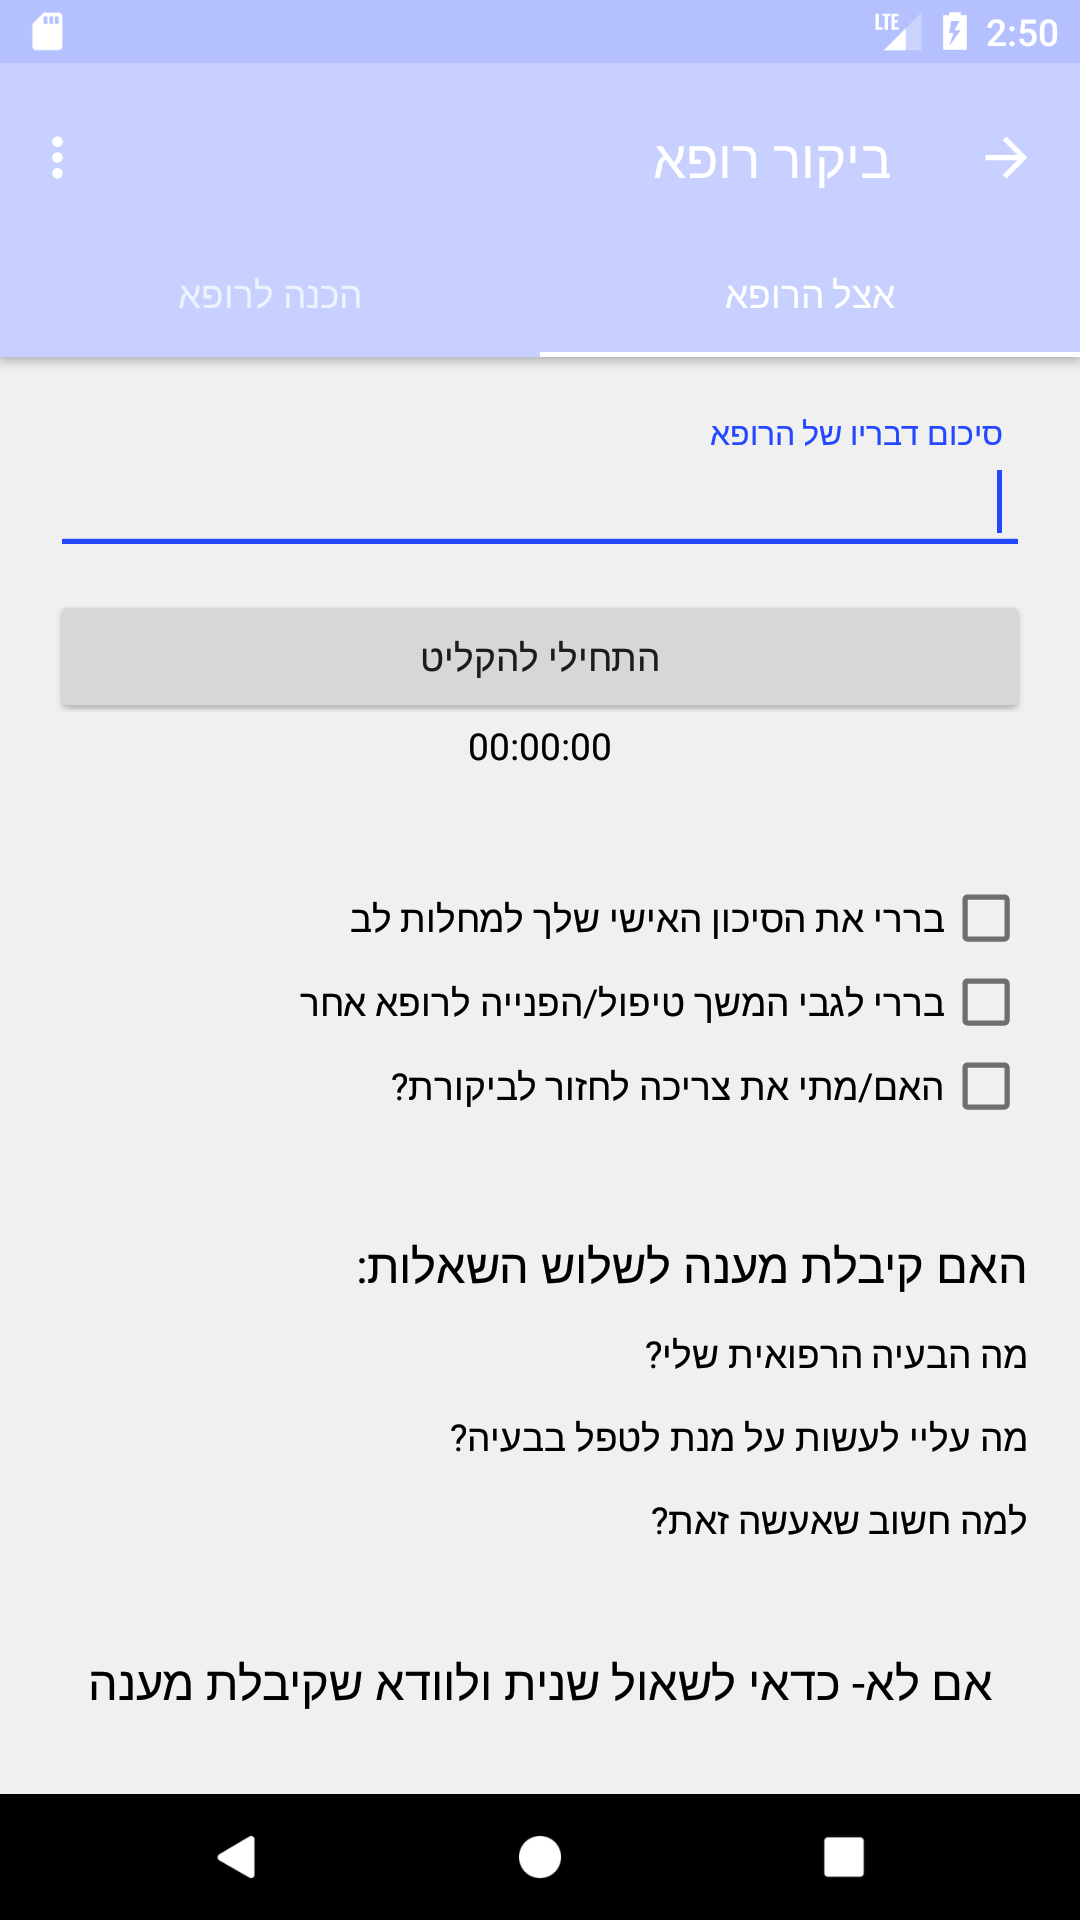 LTE 2:50
ביקור רופא
אצל הרופא
הכנה לרופא
סיכום דבריו של הרופא
התחילי להקליט
00:00:00
בררי את הסיכון האישי שלך למחלות לב
בררי לגבי המשך טיפול/הפנייה לרופא אחר
האם/מתי את צריכה לחזור לביקורת?
האם קיבלת מענה לשלוש השאלות:
מה הבעיה הרפואית שלי?
מה עליי לעשות על מנת לטפל בבעיה?
למה חשוב שאעשה זאת?
אם לא- כדאי לשאול שנית ולוודא שקיבלת מענה